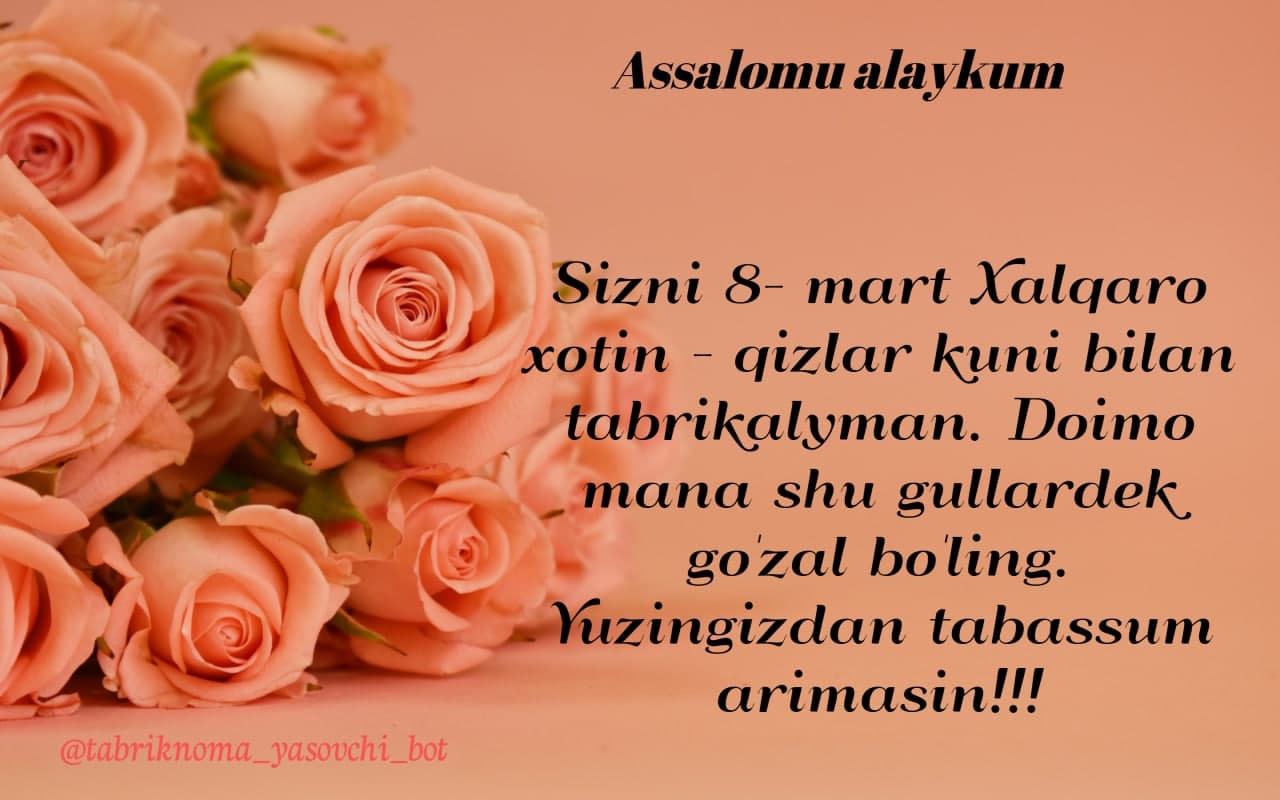 Assalomu alaykum
Sizni 8- mart Xalqaro
xotin - qizlar kuni bilan
tabrikalyman. Doimo
mana shu gullardek
go'zal bo'ling.
Yuzingizdan tabassum
arimasin!!!
@tabriknoma_yasovchi_bot